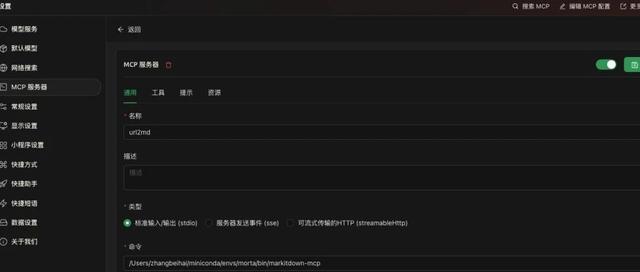 设置
搜索 MCP
编辑 MCP 配置
模型服务
默认模型
网络搜索
MCP 服务器
常规设置
显示设置
小程序设置
快捷方式
快捷助手
快捷短语
数据设置
关于我们
返回
MCP 服务器
通用 工具 提示 资源
* 名称
url2md
描述
描述
* 类型
标准输入/输出 (stdio) 服务器发送事件 (sse) 可流式传输的HTTP (streamableHttp)
* 命令
/Users/zhangbeihai/miniconda/envs/morta/bin/markitdown-mcp